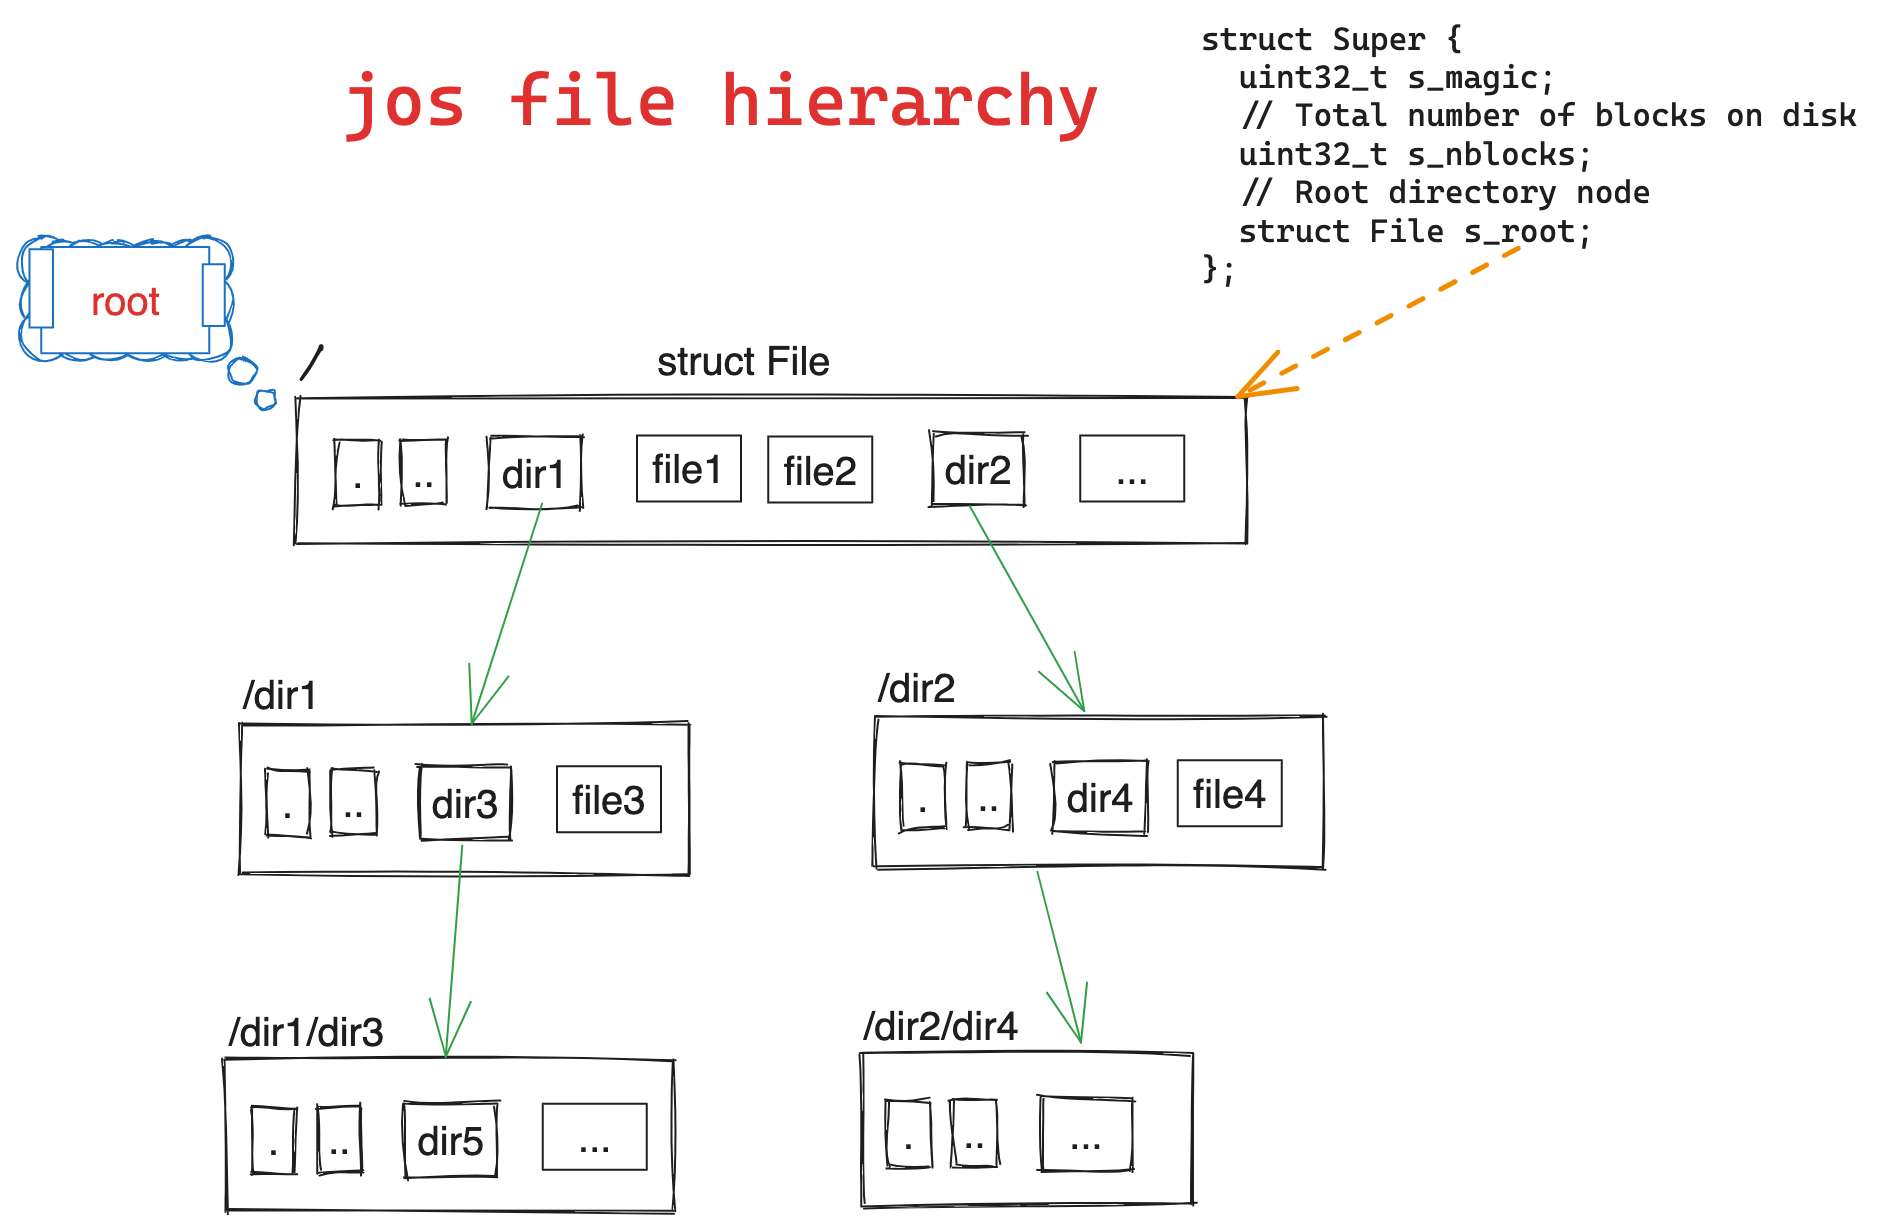 jos file hierarchy
struct Super {
  uint32_t s_magic;
  // Total number of blocks on disk
  uint32_t s_nblocks;
  // Root directory node
  struct File s_root;
};
root
/
struct File
. .. dir1 file1 file2 dir2 ...
/dir1
. .. dir3 file3
/dir2
. .. dir4 file4
/dir1/dir3
. .. dir5 ...
/dir2/dir4
. .. ...